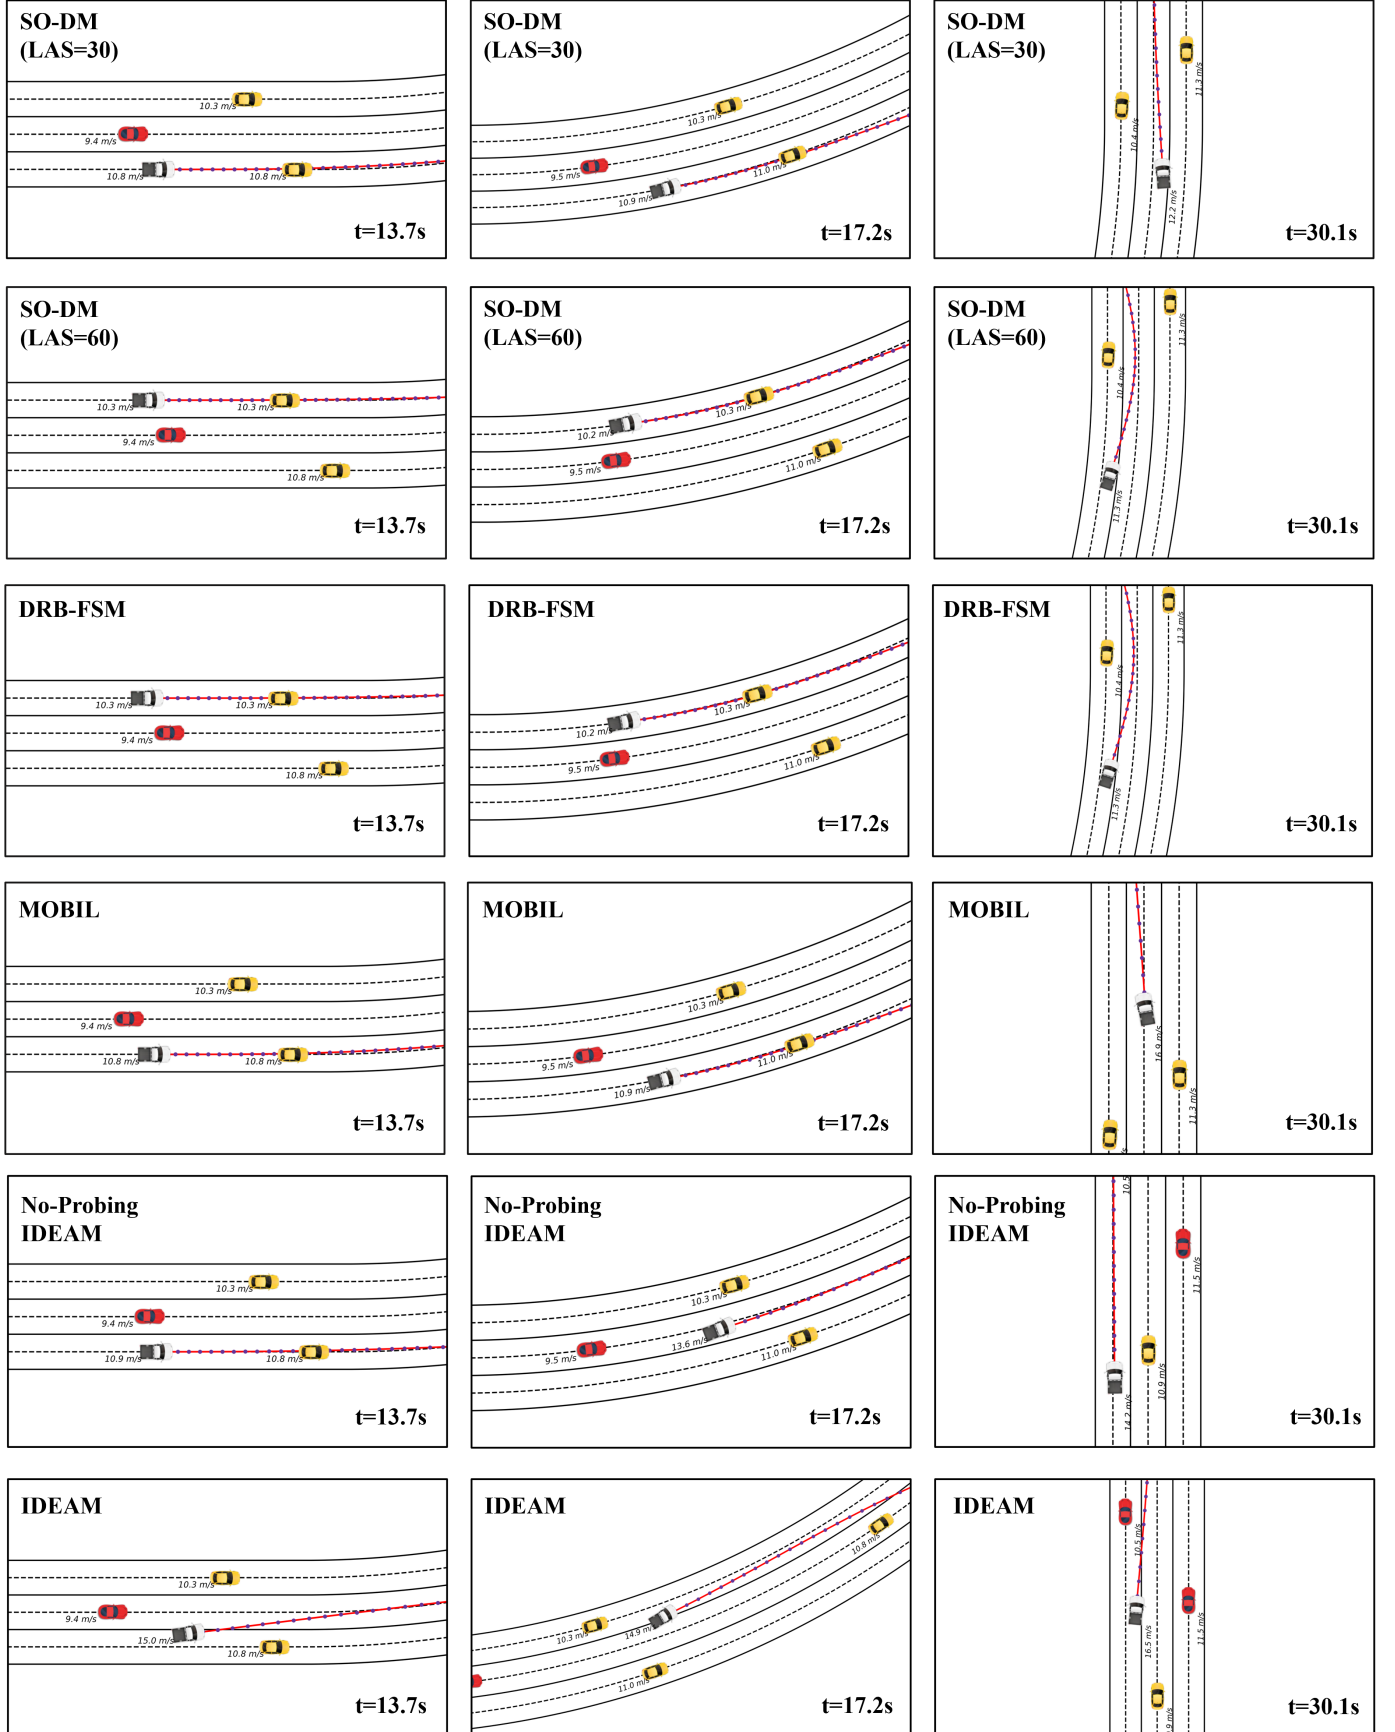 SO-DM
(LAS=30)
10.3 m/s
9.4 m/s
10.8 m/s
10.8 m/s
t=13.7s
SO-DM
(LAS=30)
10.3 m/s
9.5 m/s
11.0 m/s
10.9 m/s
t=17.2s
SO-DM
(LAS=30)
11.3 m/s
10.4 m/s
12.2 m/s
t=30.1s
SO-DM
(LAS=60)
10.3 m/s
10.3 m/s
9.4 m/s
10.8 m/s
t=13.7s
SO-DM
(LAS=60)
10.3 m/s
10.2 m/s
9.5 m/s
11.0 m/s
t=17.2s
SO-DM
(LAS=60)
11.3 m/s
10.4 m/s
11.3 m/s
t=30.1s
DRB-FSM
10.3 m/s
10.3 m/s
9.4 m/s
10.8 m/s
t=13.7s
DRB-FSM
10.3 m/s
10.2 m/s
9.5 m/s
11.0 m/s
t=17.2s
DRB-FSM
11.3 m/s
10.4 m/s
11.3 m/s
t=30.1s
MOBIL
10.3 m/s
9.4 m/s
10.8 m/s
10.8 m/s
t=13.7s
MOBIL
10.3 m/s
9.5 m/s
11.0 m/s
10.9 m/s
t=17.2s
MOBIL
16.9 m/s
11.3 m/s
t=30.1s
No-Probing
IDEAM
10.3 m/s
9.4 m/s
10.9 m/s
10.8 m/s
t=13.7s
No-Probing
IDEAM
10.3 m/s
13.6 m/s
9.5 m/s
11.0 m/s
t=17.2s
No-Probing
IDEAM
10.5
11.5 m/s
10.9 m/s
14.2 m/s
t=30.1s
IDEAM
10.3 m/s
9.4 m/s
15.0 m/s
10.8 m/s
t=13.7s
IDEAM
10.8 m/s
10.3 m/s
14.9 m/s
11.0 m/s
t=17.2s
IDEAM
10.5 m/s
11.5 m/s
16.5 m/s
t=30.1s